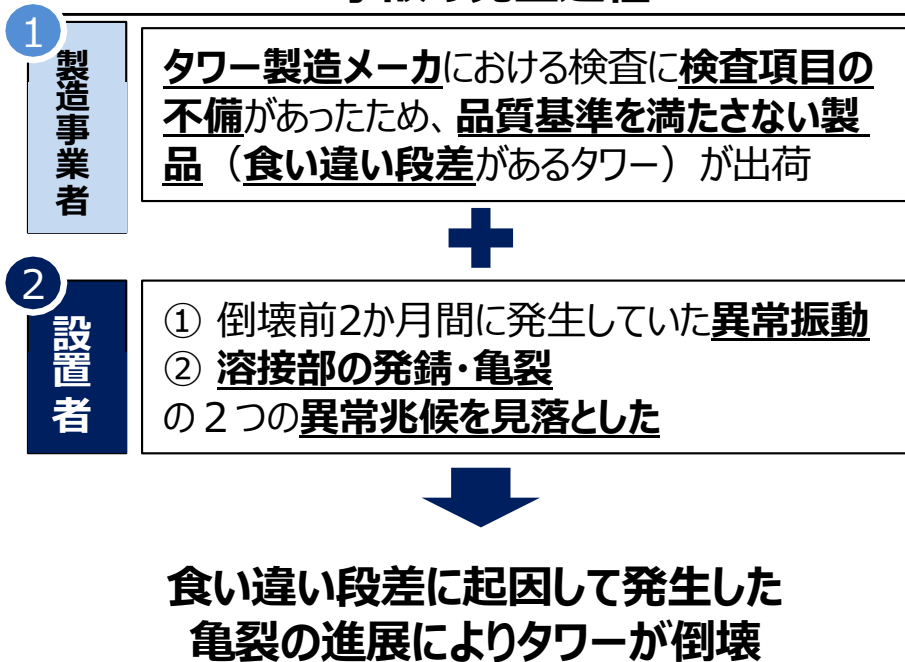 1
製造事業者
タワー製造メーカにおける検査に検査項目の
不備があったため、品質基準を満たさない製
品（食い違い段差があるタワー）が出荷
2
設置者
① 倒壊前2か月間に発生していた異常振動
② 溶接部の発錆・亀裂
の２つの異常兆候を見落とした
食い違い段差に起因して発生した
亀裂の進展によりタワーが倒壊